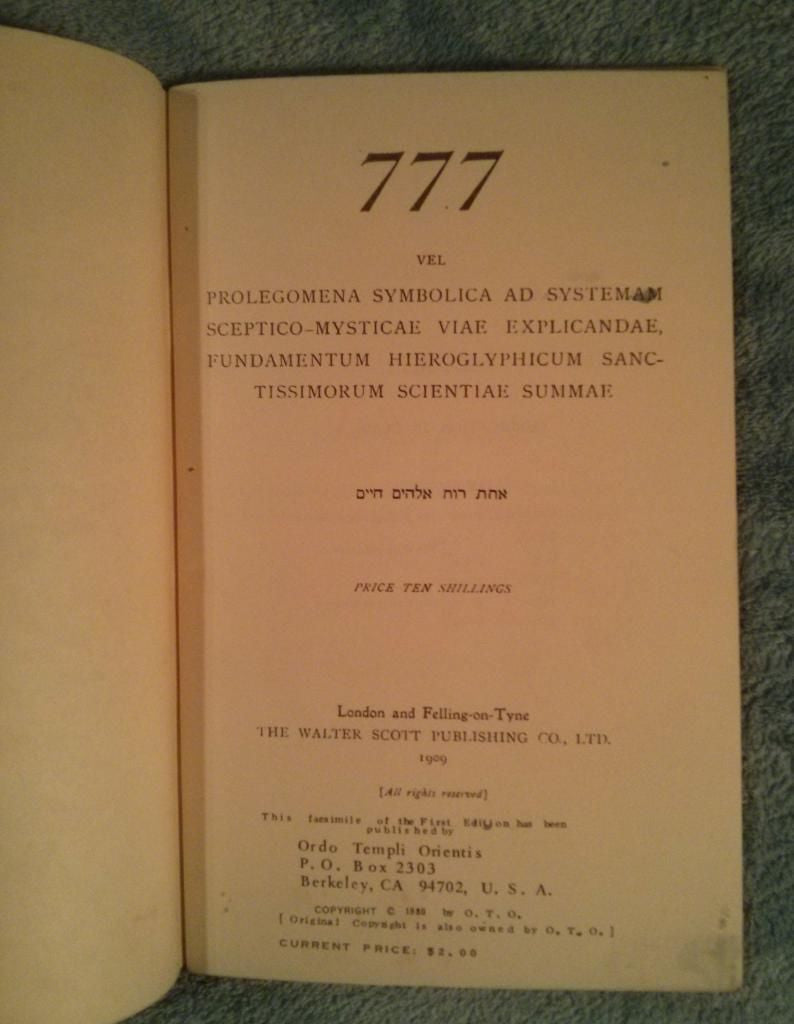 777
VEL
PROLEGOMENA SYMBOLICA AD SYSTEMAM
SCEPTICO-MYSTICAE VIAE EXPLICANDAE,
FUNDAMENTUM HIEROGLYPHICUM SANC-
TISSIMORUM SCIENTIAE SUMMAE
אחת רוח אלהים חיים
PRICE TEN SHILLINGS
London and Felling-on-Tyne
THE WALTER SCOTT PUBLISHING CO., LTD.
1909
[All rights reserved]
This facsimile of the First Edition has been
published by
Ordo Templi Orientis
P. O. Box 2303
Berkeley, CA 94702, U. S. A.
COPYRIGHT © by O. T. O.
[ Original Copyright is also owned by O. T. O. ]
CURRENT PRICE: $2.00